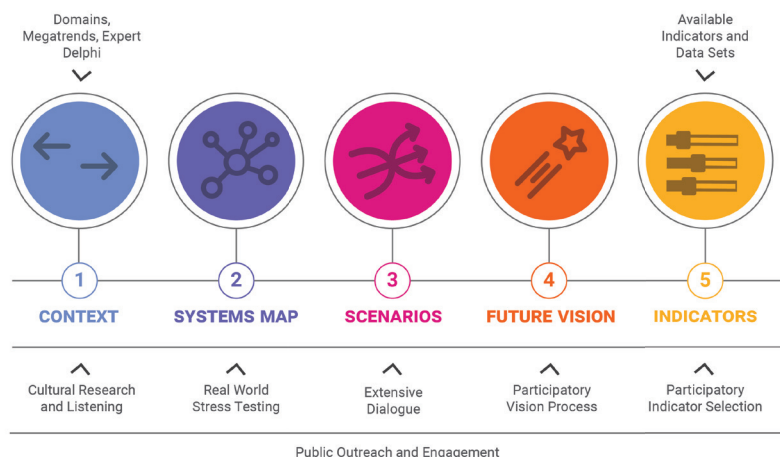 Domains,
Megatrends, Expert
Delphi
Available
Indicators and
Data Sets
1
2
3
4
5
CONTEXT
SYSTEMS MAP
SCENARIOS
FUTURE VISION
INDICATORS
Cultural Research
and Listening
Real World
Stress Testing
Extensive
Dialogue
Participatory
Vision Process
Participatory
Indicator Selection
Public Outreach and Engagement